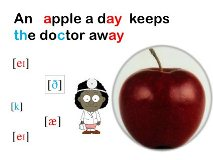 An apple a day keeps
the doctor away
[eɪ]
[ð]
[k]
[æ]
[eɪ]